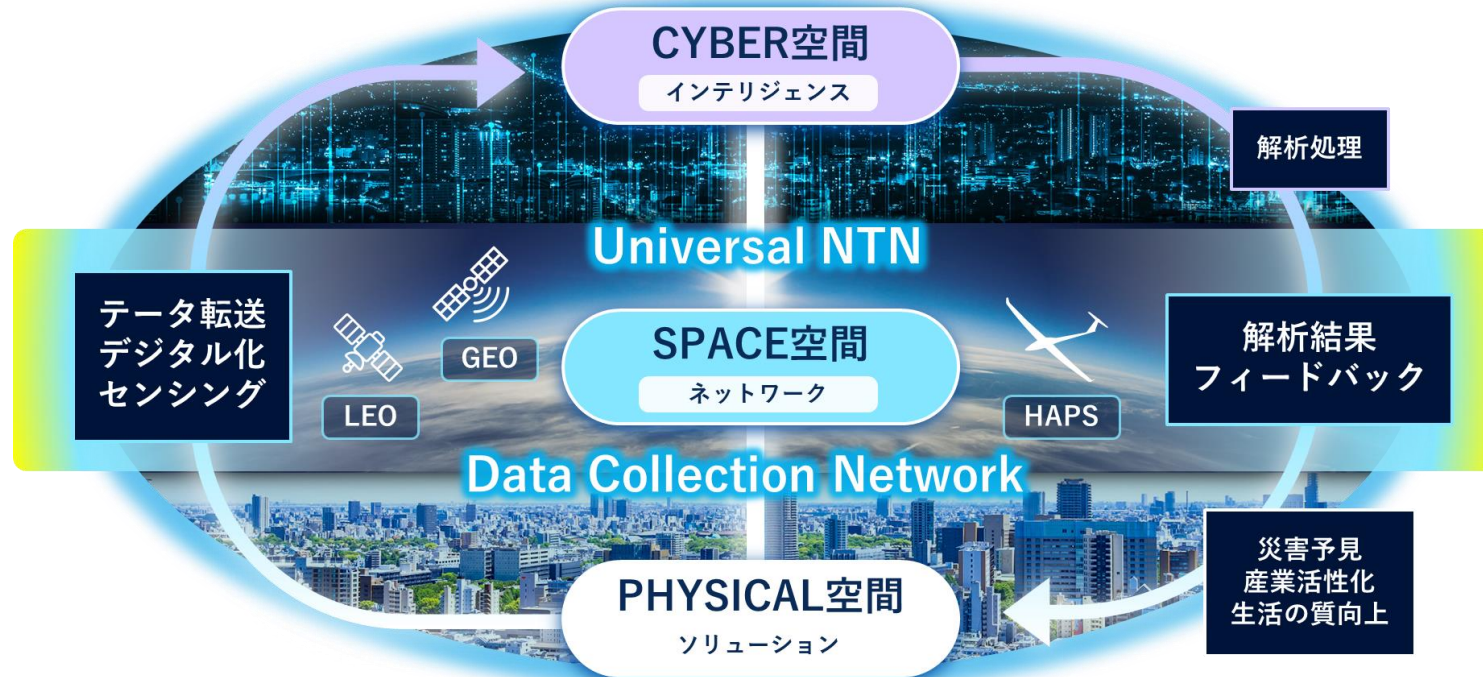 CYBER空間
インテリジェンス
解析処理
Universal NTN
テータ転送
デジタル化
センシング
GEO
LEO
SPACE空間
ネットワーク
HAPS
解析結果
フィードバック
Data Collection Network
PHYSICAL空間
ソリューション
災害予見
産業活性化
生活の質向上